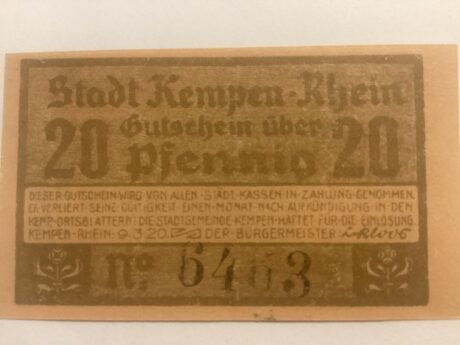 Stadt Kempen-Rhein
20 Gutschein über 20
Pfennig
DIESER GUTSCHEIN WIRD VON ALLEN STADT-KASSEN IN ZAHLUNG GENOMMEN.
ER VERLIERT SEINE GÜLTIGKEIT EINEN MONAT NACH AUFKÜNDIGUNG IN DEN
KEMP. ORTSBLÄTTERN! DIE STADTGEMEINDE KEMPEN HAFTET FÜR DIE EINLÖSUNG.
KEMPEN-RHEIN 9.3.20. DER BÜRGERMEISTER
No. 6463